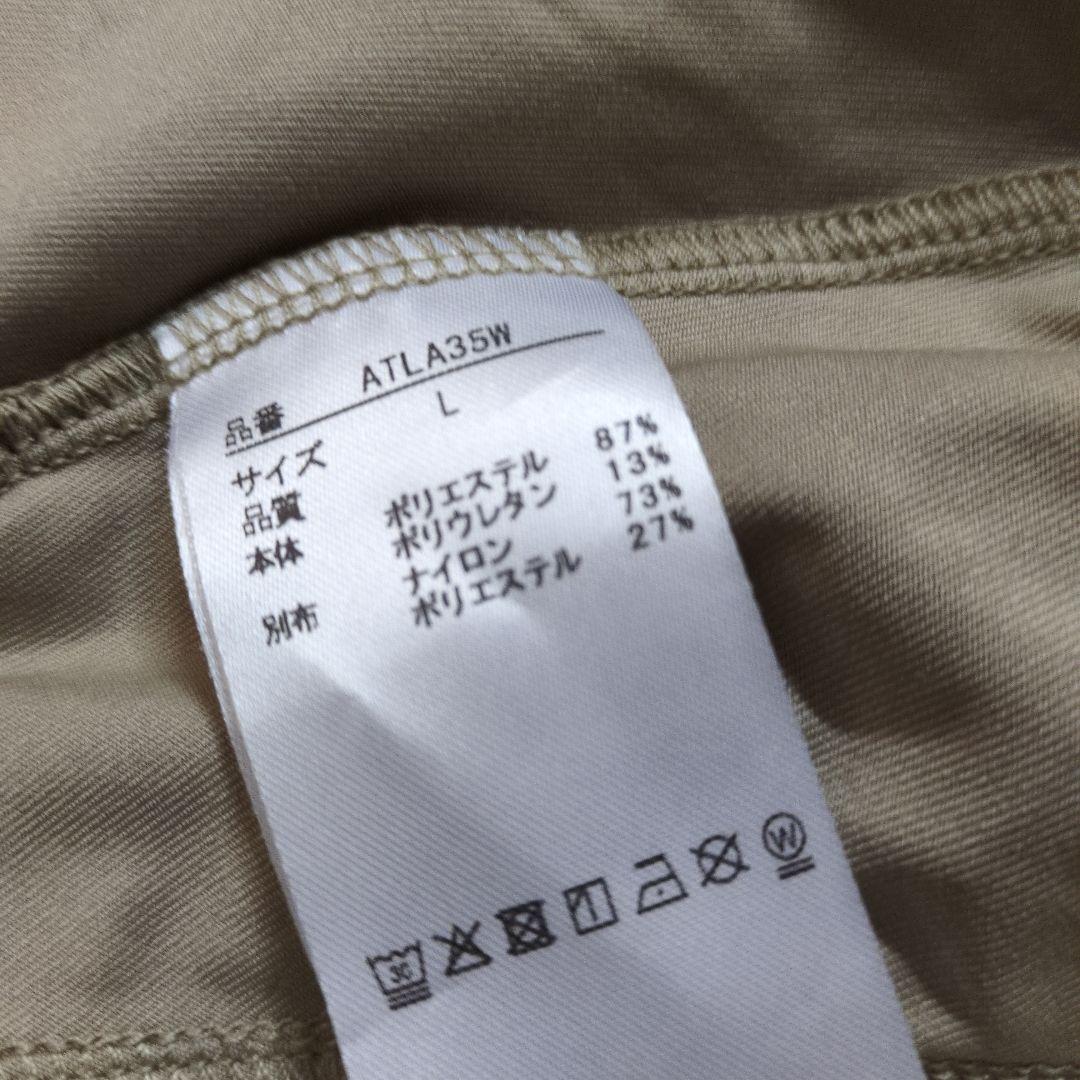 品番 ATLA35W
サイズ L
品質
本体 ポリエステル 87%
ポリウレタン 13%
別布 ナイロン 73%
ポリエステル 27%
30
W